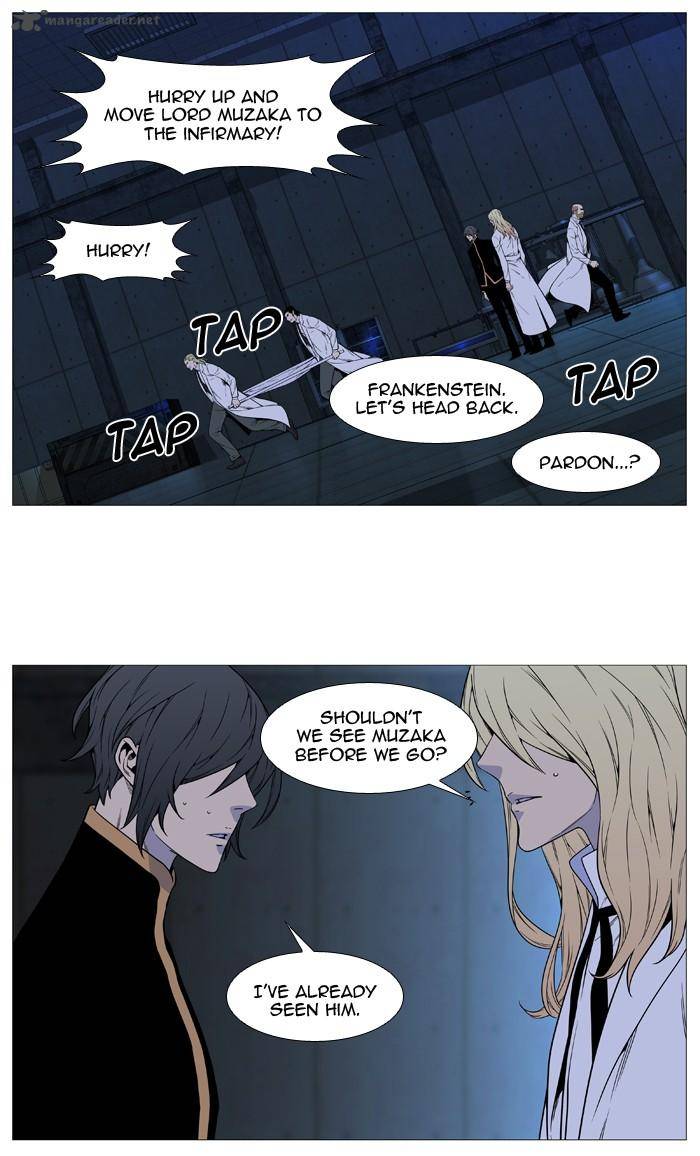 mangareader.net
HURRY UP AND
MOVE LORD MUZAKA TO
THE INFIRMARY!
HURRY!
TAP
TAP
TAP
FRANKENSTEIN.
LET'S HEAD BACK.
PARDON...?
SHOULDN'T
WE SEE MUZAKA
BEFORE WE GO?
I'VE ALREADY
SEEN HIM.